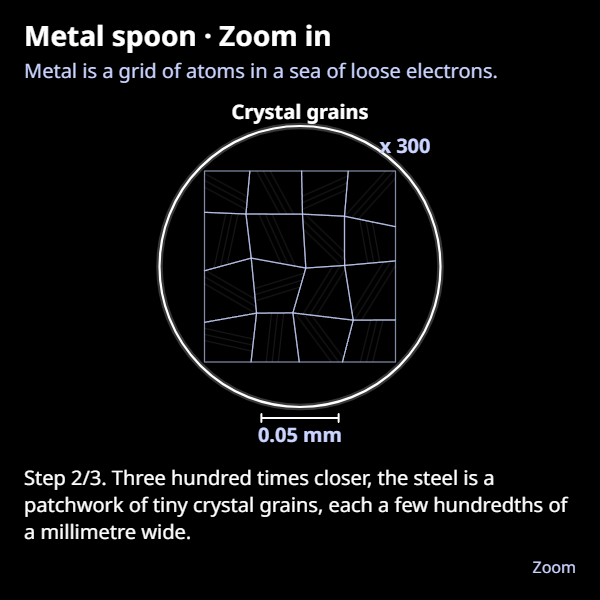 Metal spoon · Zoom in
Metal is a grid of atoms in a sea of loose electrons.
Crystal grains
x 300
0.05 mm
Step 2/3. Three hundred times closer, the steel is a
patchwork of tiny crystal grains, each a few hundredths of
a millimetre wide.
Zoom